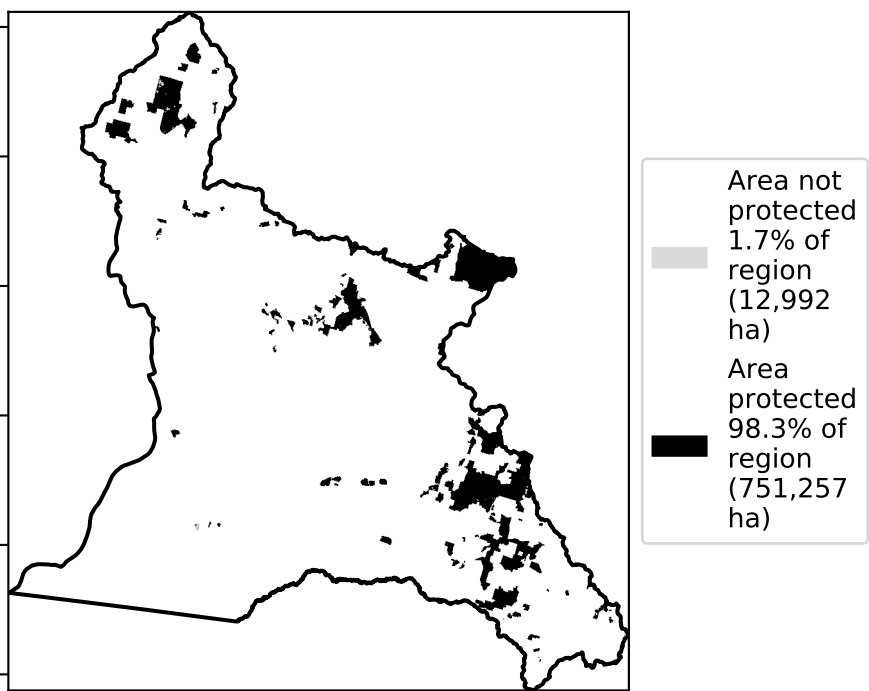 Area not
protected
1.7% of
region
(12,992
ha)
Area
protected
98.3% of
region
(751,257
ha)